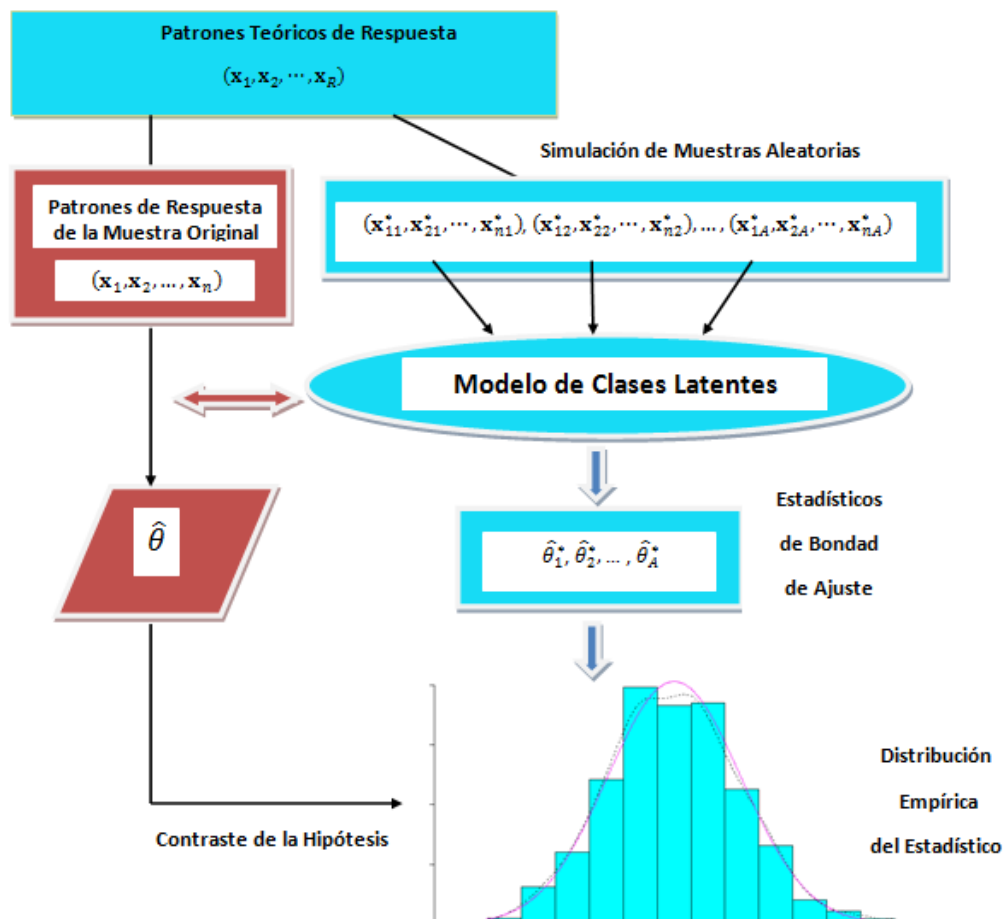 Patrones Teóricos de Respuesta
(x₁,x₂,⋯,x_R)
Simulación de Muestras Aleatorias
Patrones de Respuesta
de la Muestra Original
(x₁,x₂,…,xₙ)
(x*₁₁,x*₂₁,⋯,x*ₙ₁), (x*₁₂,x*₂₂,⋯,x*ₙ₂), … , (x*₁A,x*₂A,⋯,x*ₙA)
Modelo de Clases Latentes
θ̂
θ̂*₁, θ̂*₂, … , θ̂*A
Estadísticos
de Bondad
de Ajuste
Contraste de la Hipótesis
Distribución
Empírica
del Estadístico